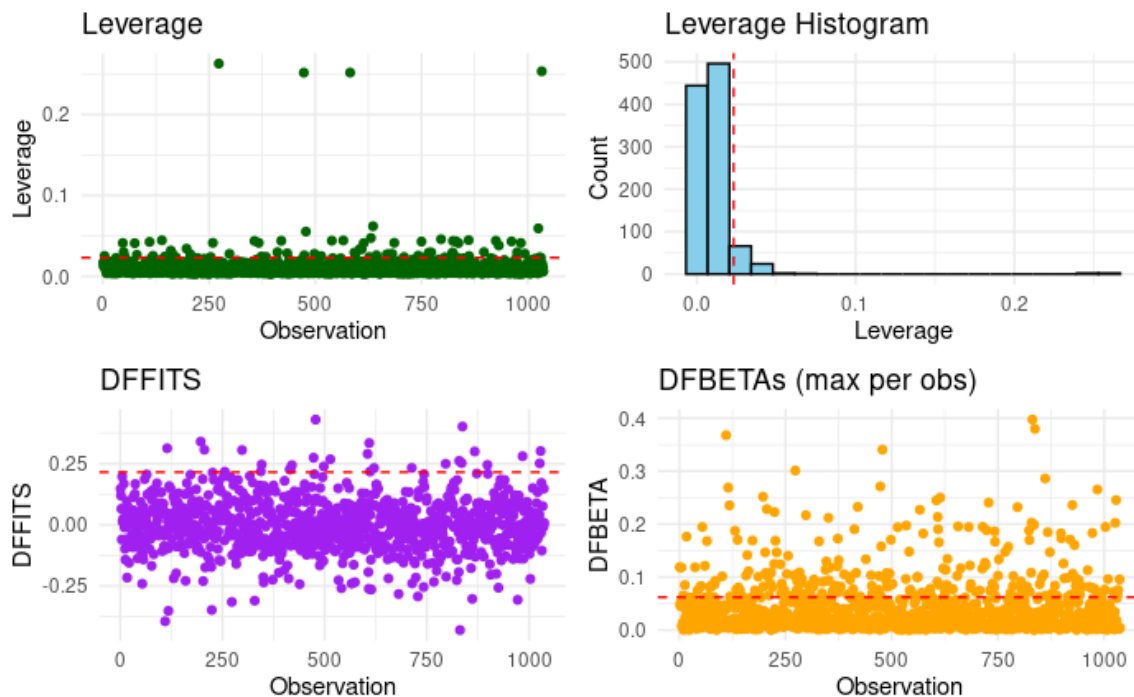 Leverage
Leverage
0.2
0.1
0.0
0 250 500 750 1000
Observation
Leverage Histogram
Count
500
400
300
200
100
0
0.0 0.1 0.2
Leverage
DFFITS
DFFITS
0.25
0.00
-0.25
0 250 500 750 1000
Observation
DFBETAs (max per obs)
DFBETA
0.4
0.3
0.2
0.1
0.0
0 250 500 750 1000
Observation